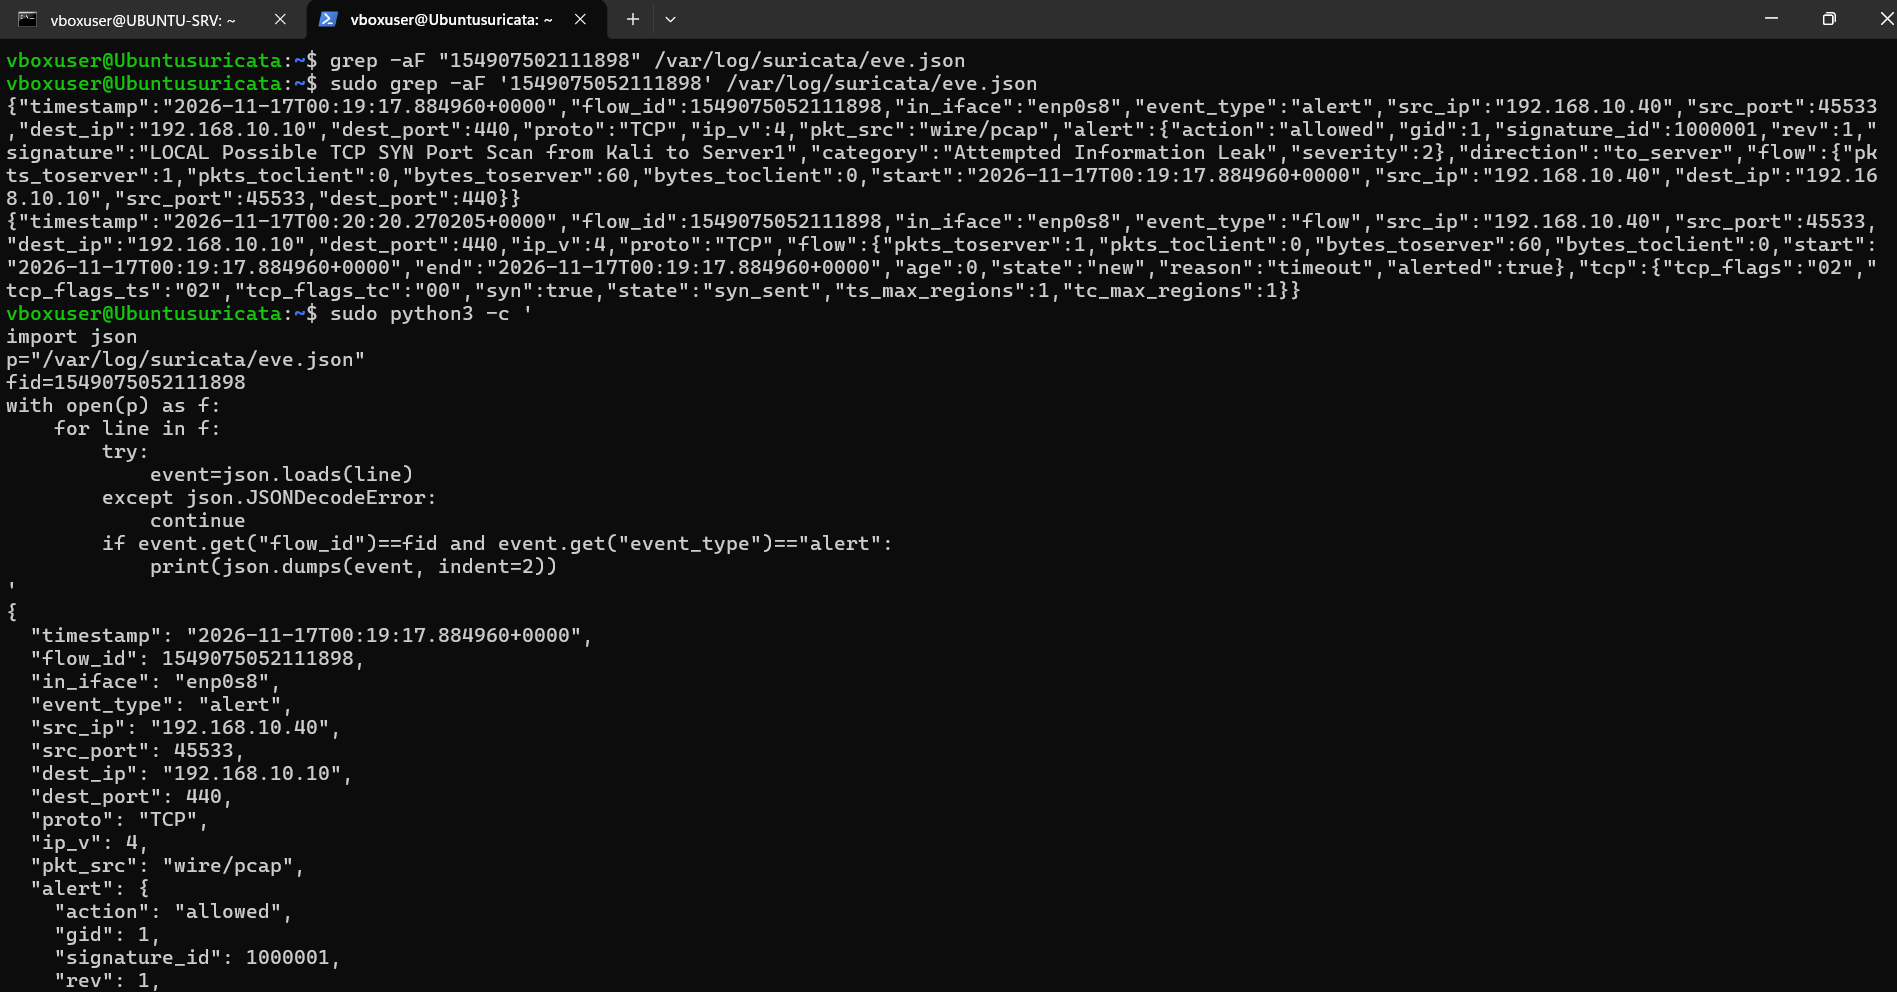 vboxuser@UBUNTU-SRV: ~
vboxuser@Ubuntusuricata: ~
vboxuser@Ubuntusuricata:~$ grep -aF "154907502111898" /var/log/suricata/eve.json
vboxuser@Ubuntusuricata:~$ sudo grep -aF '1549075052111898' /var/log/suricata/eve.json
{"timestamp":"2026-11-17T00:19:17.884960+0000","flow_id":1549075052111898,"in_iface":"enp0s8","event_type":"alert","src_ip":"192.168.10.40","src_port":45533
,"dest_ip":"192.168.10.10","dest_port":440,"proto":"TCP","ip_v":4,"pkt_src":"wire/pcap","alert":{"action":"allowed","gid":1,"signature_id":1000001,"rev":1,"
signature":"LOCAL Possible TCP SYN Port Scan from Kali to Server1","category":"Attempted Information Leak","severity":2},"direction":"to_server","flow":{"pk
ts_toserver":1,"pkts_toclient":0,"bytes_toserver":60,"bytes_toclient":0,"start":"2026-11-17T00:19:17.884960+0000","src_ip":"192.168.10.40","dest_ip":"192.16
8.10.10","src_port":45533,"dest_port":440}}
{"timestamp":"2026-11-17T00:20:20.270205+0000","flow_id":1549075052111898,"in_iface":"enp0s8","event_type":"flow","src_ip":"192.168.10.40","src_port":45533,
"dest_ip":"192.168.10.10","dest_port":440,"ip_v":4,"proto":"TCP","flow":{"pkts_toserver":1,"pkts_toclient":0,"bytes_toserver":60,"bytes_toclient":0,"start":
"2026-11-17T00:19:17.884960+0000","end":"2026-11-17T00:19:17.884960+0000","age":0,"state":"new","reason":"timeout","alerted":true},"tcp":{"tcp_flags":"02","
tcp_flags_ts":"02","tcp_flags_tc":"00","syn":true,"state":"syn_sent","ts_max_regions":1,"tc_max_regions":1}}
vboxuser@Ubuntusuricata:~$ sudo python3 -c '
import json
p="/var/log/suricata/eve.json"
fid=1549075052111898
with open(p) as f:
    for line in f:
        try:
            event=json.loads(line)
        except json.JSONDecodeError:
            continue
        if event.get("flow_id")==fid and event.get("event_type")=="alert":
            print(json.dumps(event, indent=2))
'
{
  "timestamp": "2026-11-17T00:19:17.884960+0000",
  "flow_id": 1549075052111898,
  "in_iface": "enp0s8",
  "event_type": "alert",
  "src_ip": "192.168.10.40",
  "src_port": 45533,
  "dest_ip": "192.168.10.10",
  "dest_port": 440,
  "proto": "TCP",
  "ip_v": 4,
  "pkt_src": "wire/pcap",
  "alert": {
    "action": "allowed",
    "gid": 1,
    "signature_id": 1000001,
    "rev": 1,